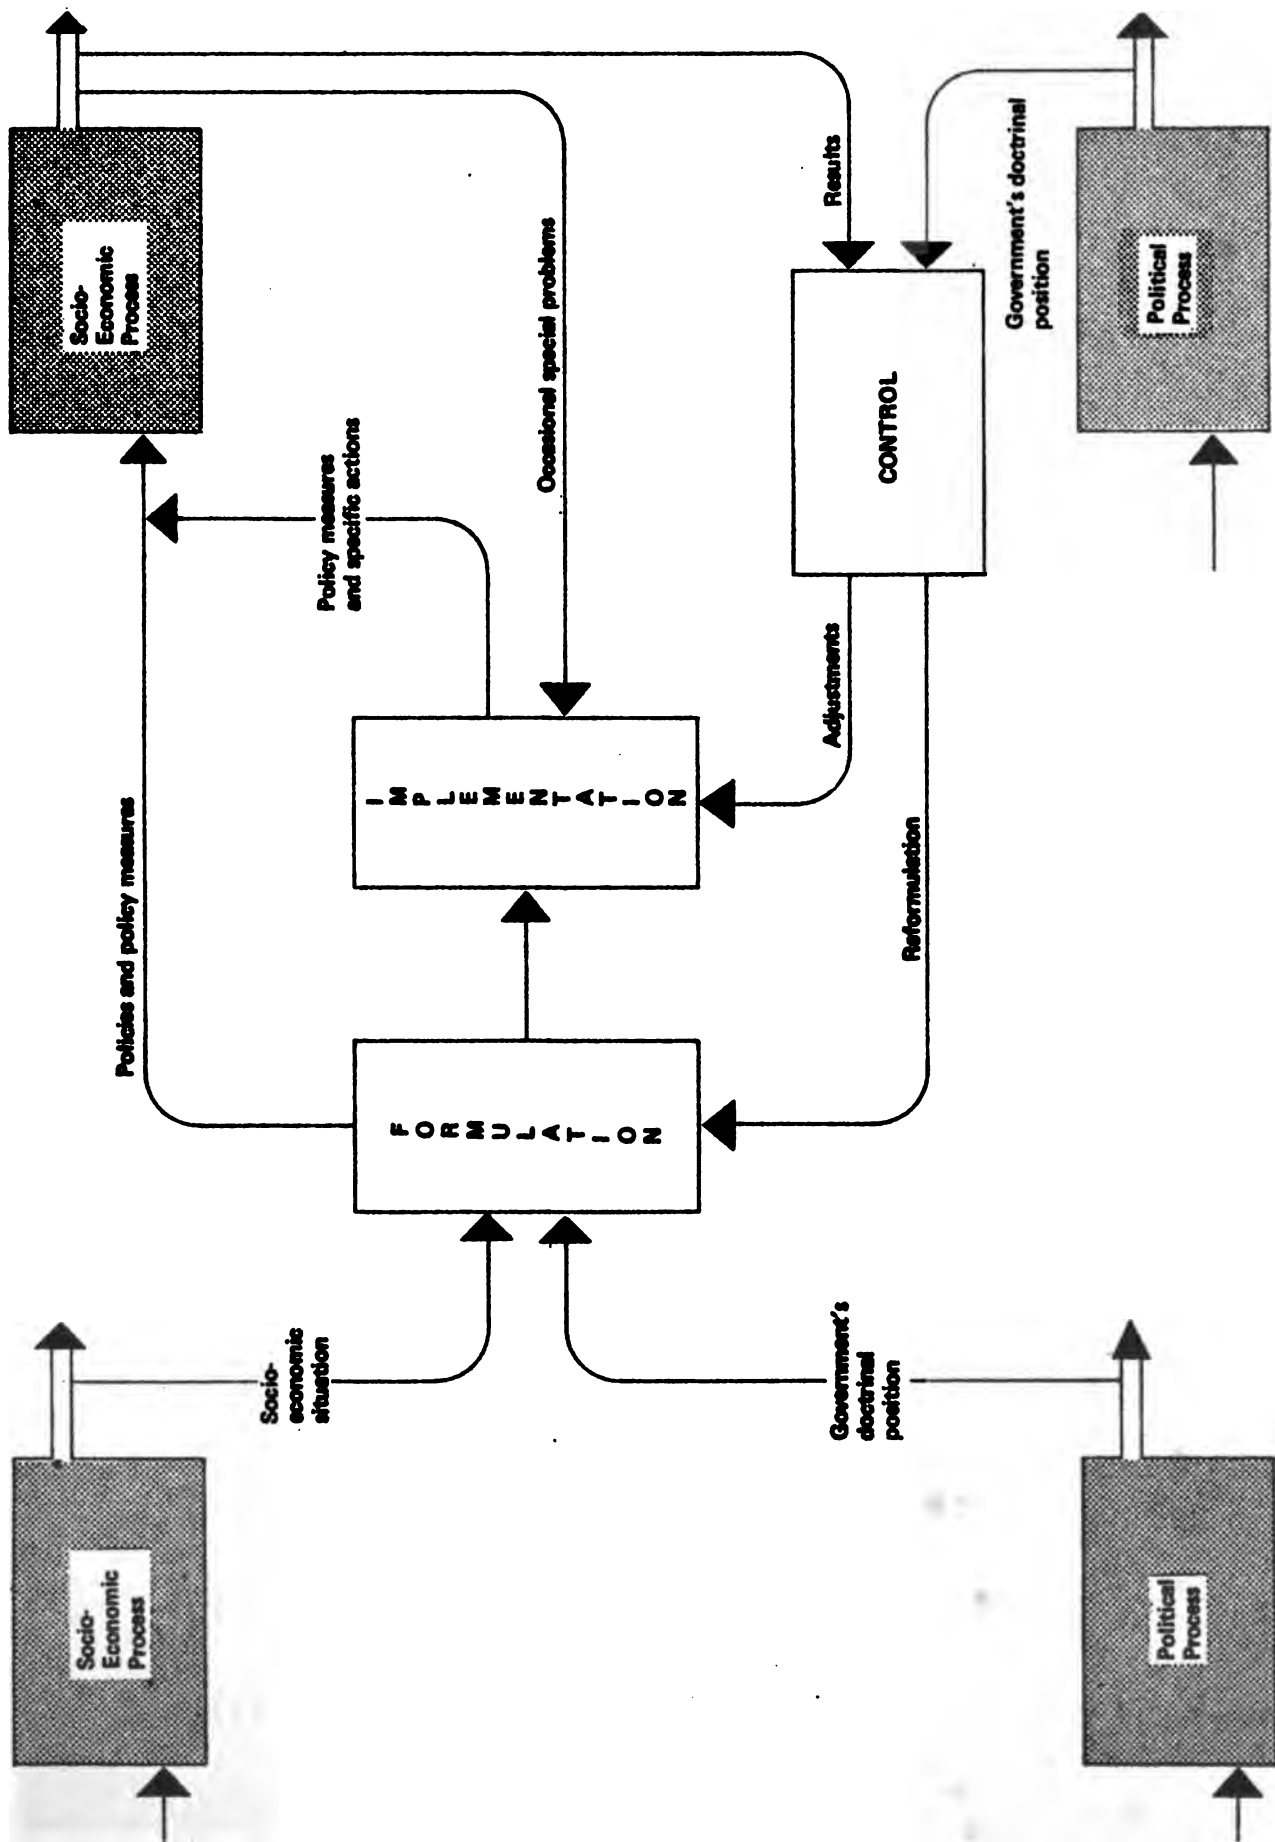 Socio-
Economic
Process
Socio-
economic
situation
Policies and policy measures
Socio-
Economic
Process
Policy measures
and specific actions
Occasional special problems
FORMULATION
IMPLEMENTATION
Results
Adjustments
CONTROL
Reformulation
Government's
doctrinal
position
Government's doctrinal
position
Political
Process
Political
Process